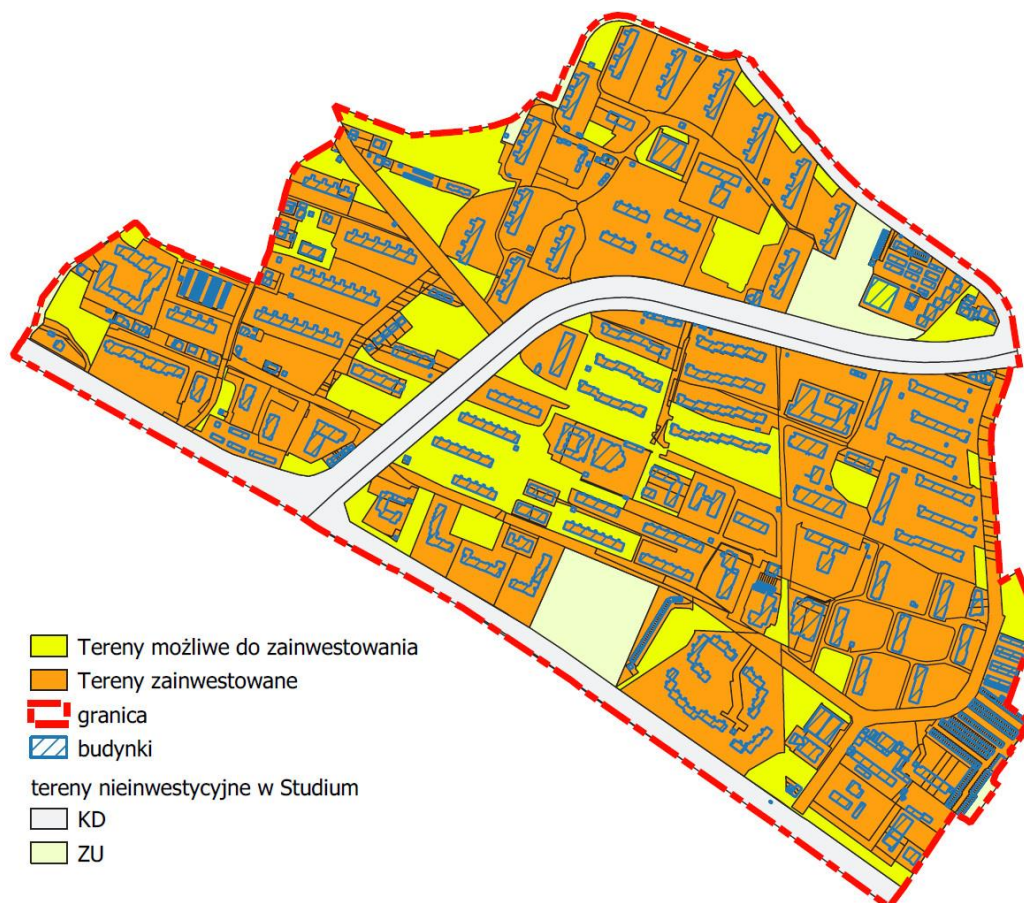 Tereny możliwe do zainwestowania
Tereny zainwestowane
granica
budynki
tereny nieinwestycyjne w Studium
KD
ZU